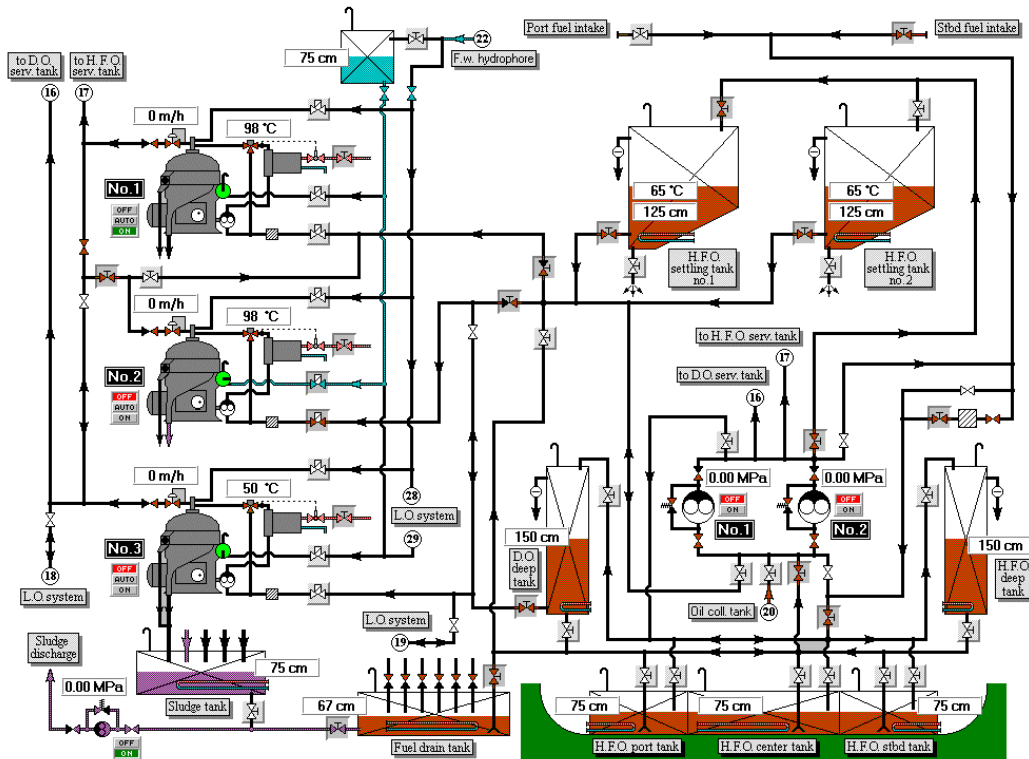 Port fuel intake
Stbd fuel intake
to D.O.
serv. tank
to H.F.O
serv. tank
75 cm
22
F.w. hydrophore
16
17
0 m/h
98 °C
No.1
OFF
AUTO
ON
65 °C
125 cm
65 °C
125 cm
H.F.O.
settling tank
no.1
H.F.O.
settling tank
no.2
0 m/h
98 °C
No.2
OFF
AUTO
ON
to H.F.O. serv. tank
17
to D.O. serv. tank
16
0 m/h
50 °C
No.3
OFF
AUTO
ON
28
L.O. system
29
0.00 MPa
OFF
ON
No.1
0.00 MPa
OFF
ON
No.2
150 cm
D.O.
deep
tank
150 cm
H.F.O.
deep
tank
18
L.O. system
Oil coll. tank
20
L.O. system
19
Sludge
discharge
0.00 MPa
OFF
ON
75 cm
Sludge tank
67 cm
Fuel drain tank
75 cm
75 cm
75 cm
H.F.O. port tank
H.F.O. center tank
H.F.O. stbd tank